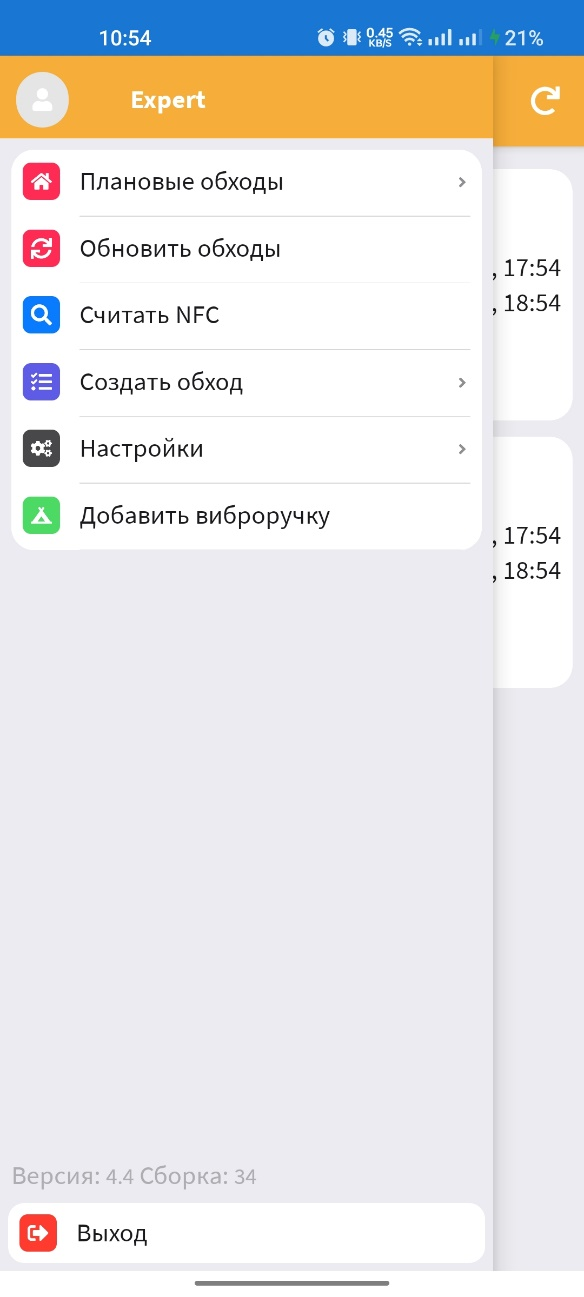 10:54
0.45
KB/S
21%
Expert
Плановые обходы
Обновить обходы
, 17:54
Считать NFC
, 18:54
Создать обход
Настройки
Добавить виброручку
, 17:54
, 18:54
Версия: 4.4 Сборка: 34
Выход